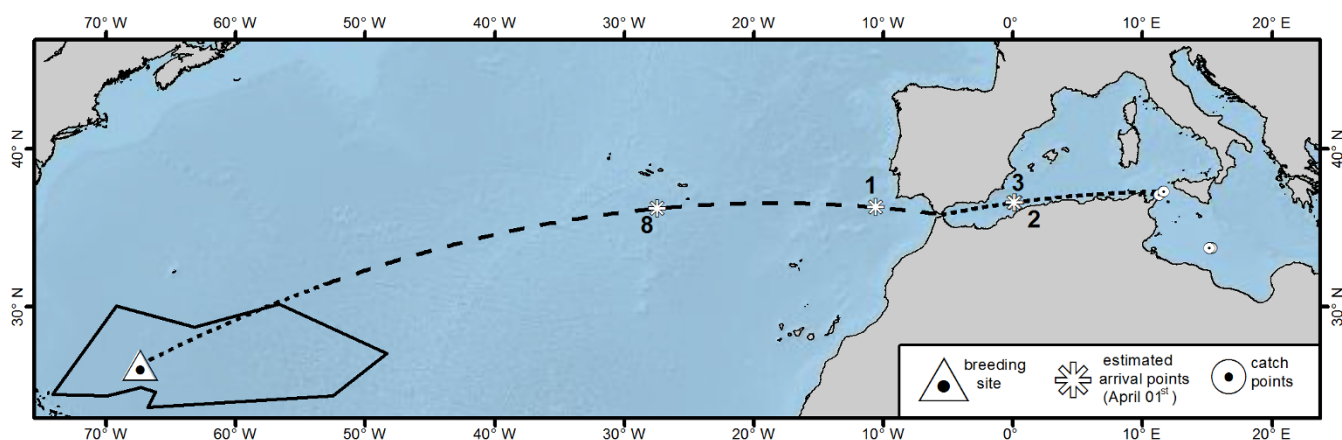 70° W 60° W 50° W 40° W 30° W 20° W 10° W 0° 10° E 20° E
40° N 40° N
1
3
8
2
30° N 30° N
breeding site
estimated arrival points (April 01st)
catch points
70° W 60° W 50° W 40° W 30° W 20° W 10° W 0° 10° E 20° E